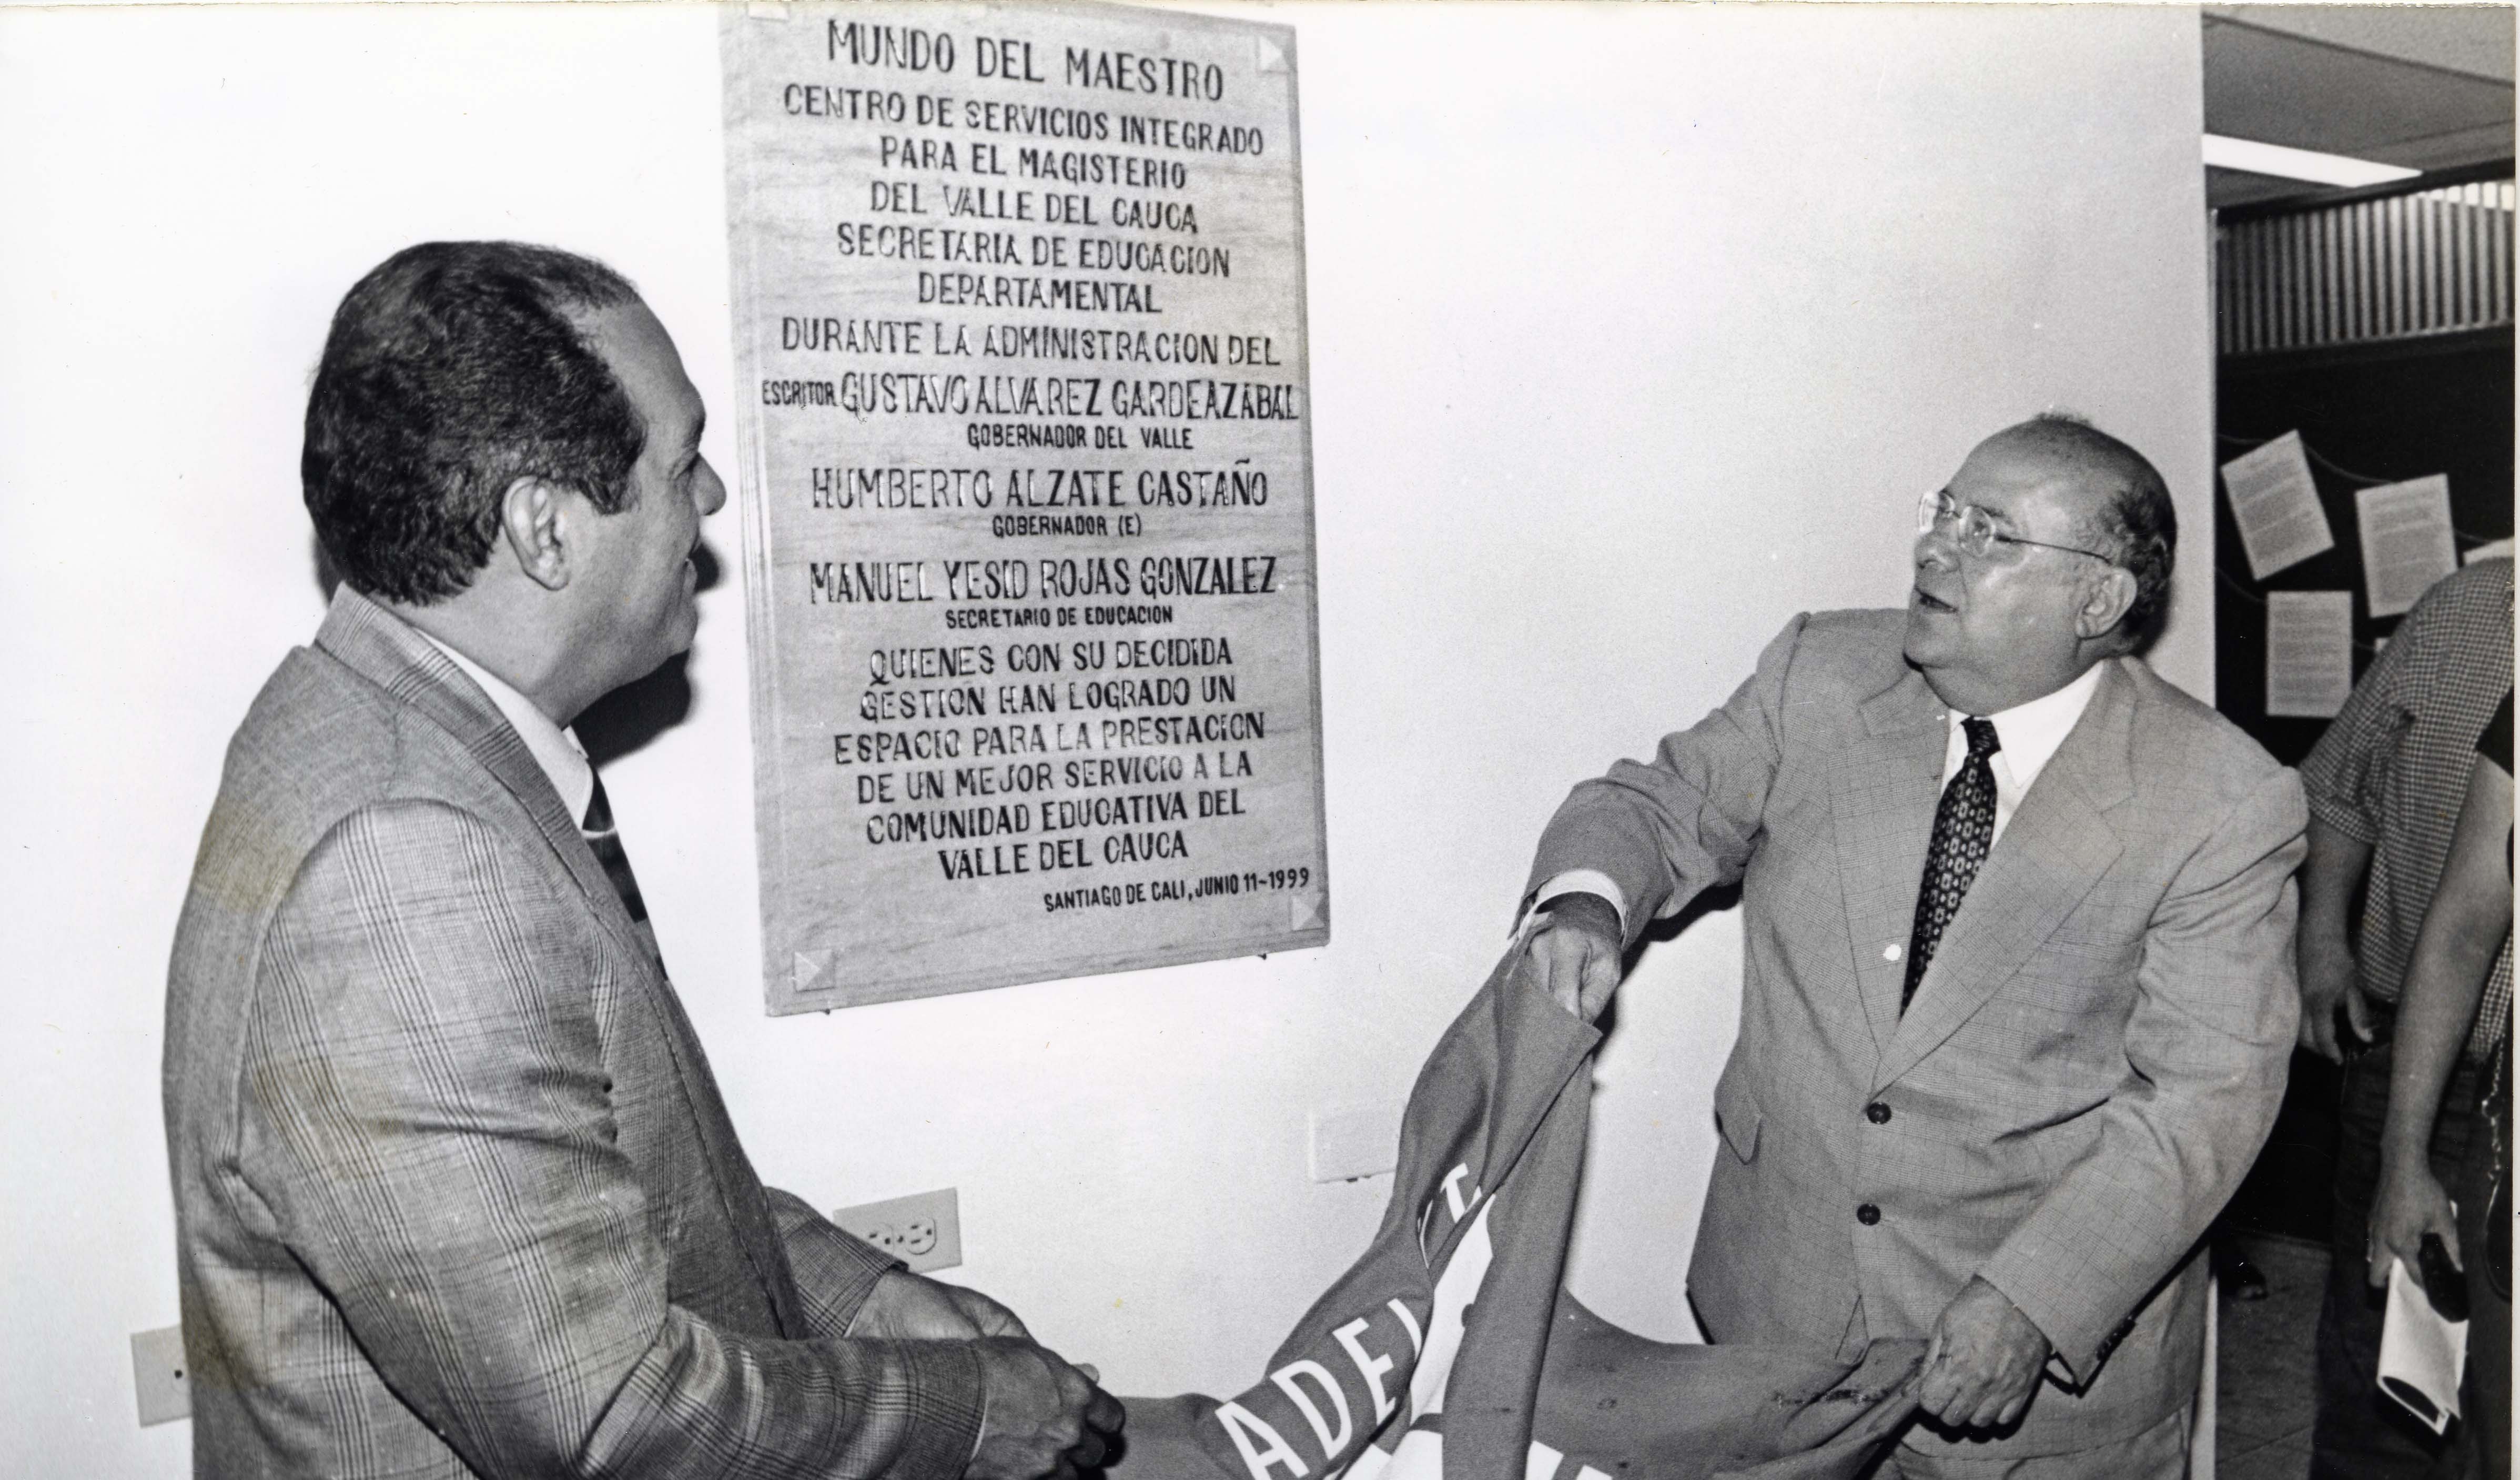 MUNDO DEL MAESTRO
CENTRO DE SERVICIOS INTEGRADO
PARA EL MAGISTERIO
DEL VALLE DEL CAUCA
SECRETARIA DE EDUCACION
DEPARTAMENTAL
DURANTE LA ADMINISTRACION DEL
ESCRITOR GUSTAVO ALVAREZ GARDEAZABAL
GOBERNADOR DEL VALLE
HUMBERTO ALZATE CASTAÑO
GOBERNADOR (E)
MANUEL YESID ROJAS GONZALEZ
SECRETARIO DE EDUCACION
QUIENES CON SU DECIDIDA
GESTION HAN LOGRADO UN
ESPACIO PARA LA PRESTACION
DE UN MEJOR SERVICIO A LA
COMUNIDAD EDUCATIVA DEL
VALLE DEL CAUCA
SANTIAGO DE CALI, JUNIO 11-1999